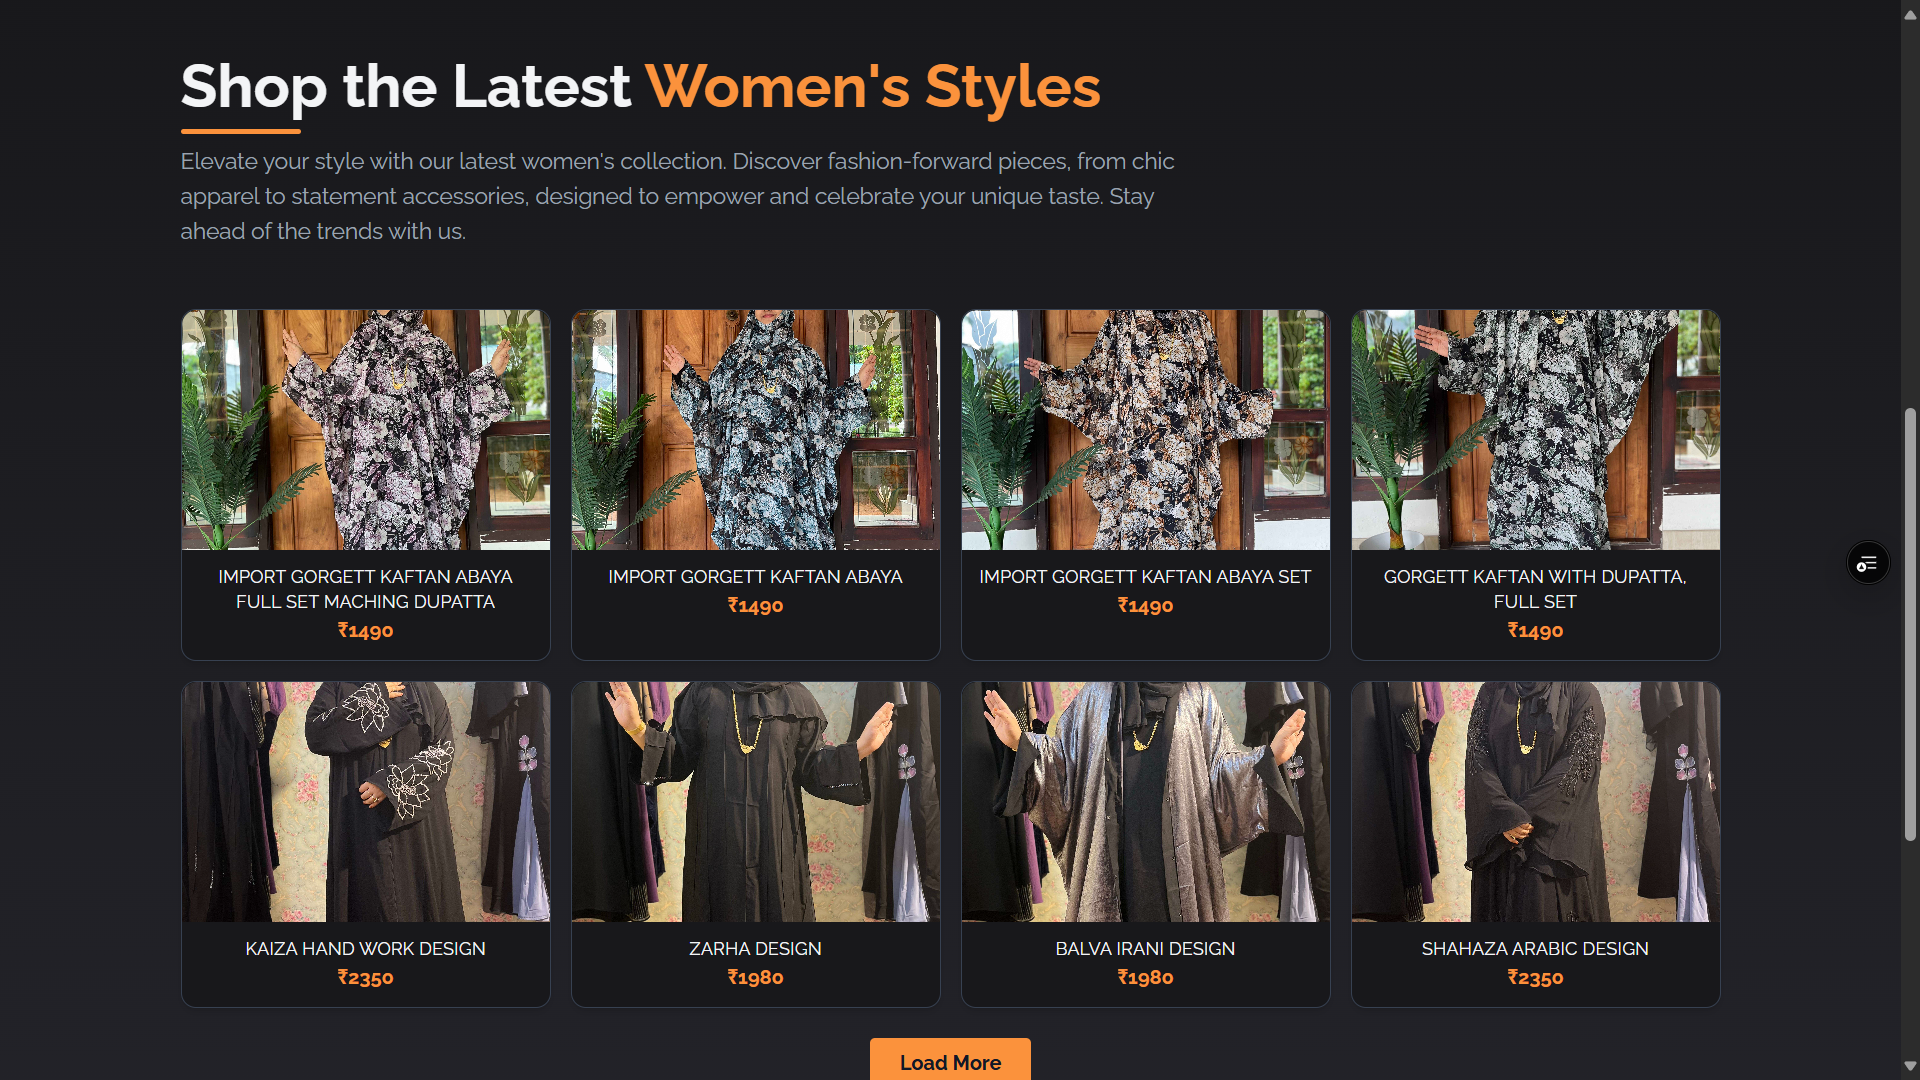 Shop the Latest Women's Styles
Elevate your style with our latest women's collection. Discover fashion-forward pieces, from chic
apparel to statement accessories, designed to empower and celebrate your unique taste. Stay
ahead of the trends with us.
IMPORT GORGETT KAFTAN ABAYA
FULL SET MACHING DUPATTA
₹1490
IMPORT GORGETT KAFTAN ABAYA
₹1490
IMPORT GORGETT KAFTAN ABAYA SET
₹1490
GORGETT KAFTAN WITH DUPATTA,
FULL SET
₹1490
KAIZA HAND WORK DESIGN
₹2350
ZARHA DESIGN
₹1980
BALVA IRANI DESIGN
₹1980
SHAHAZA ARABIC DESIGN
₹2350
Load More